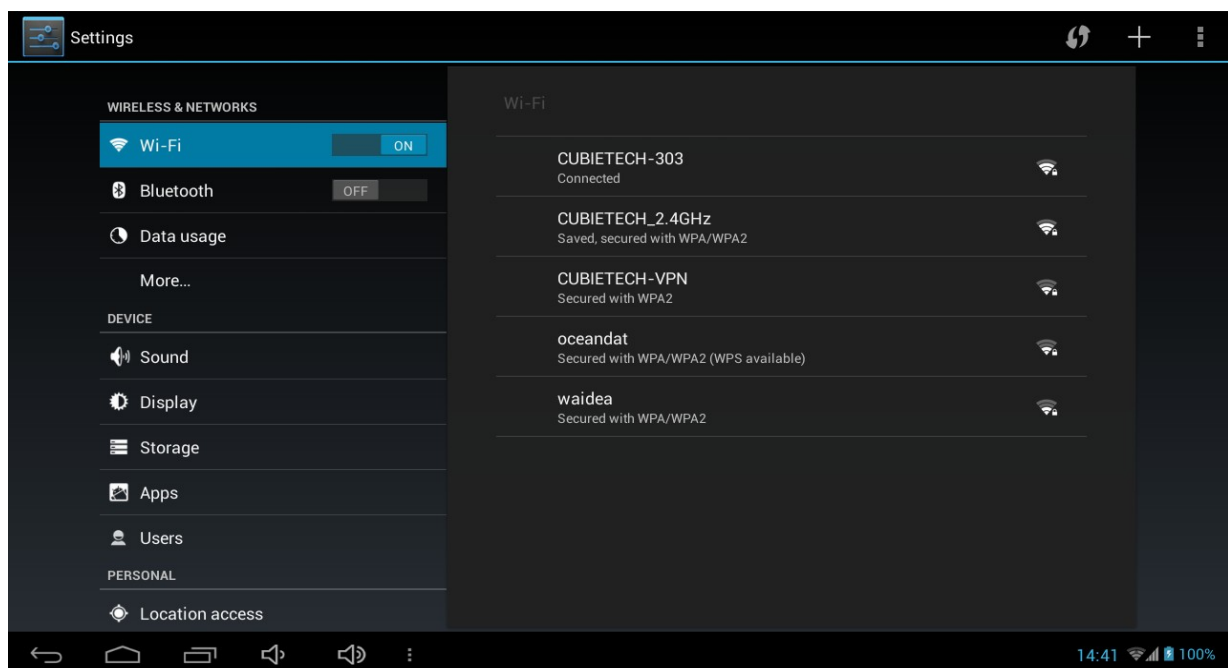 Settings
WIRELESS & NETWORKS
Wi-Fi
ON
Bluetooth
OFF
Data usage
More...
DEVICE
Sound
Display
Storage
Apps
Users
PERSONAL
Location access
Wi-Fi
CUBIETECH-303
Connected
CUBIETECH_2.4GHz
Saved, secured with WPA/WPA2
CUBIETECH-VPN
Secured with WPA2
oceandat
Secured with WPA/WPA2 (WPS available)
waidea
Secured with WPA/WPA2
14:41
100%